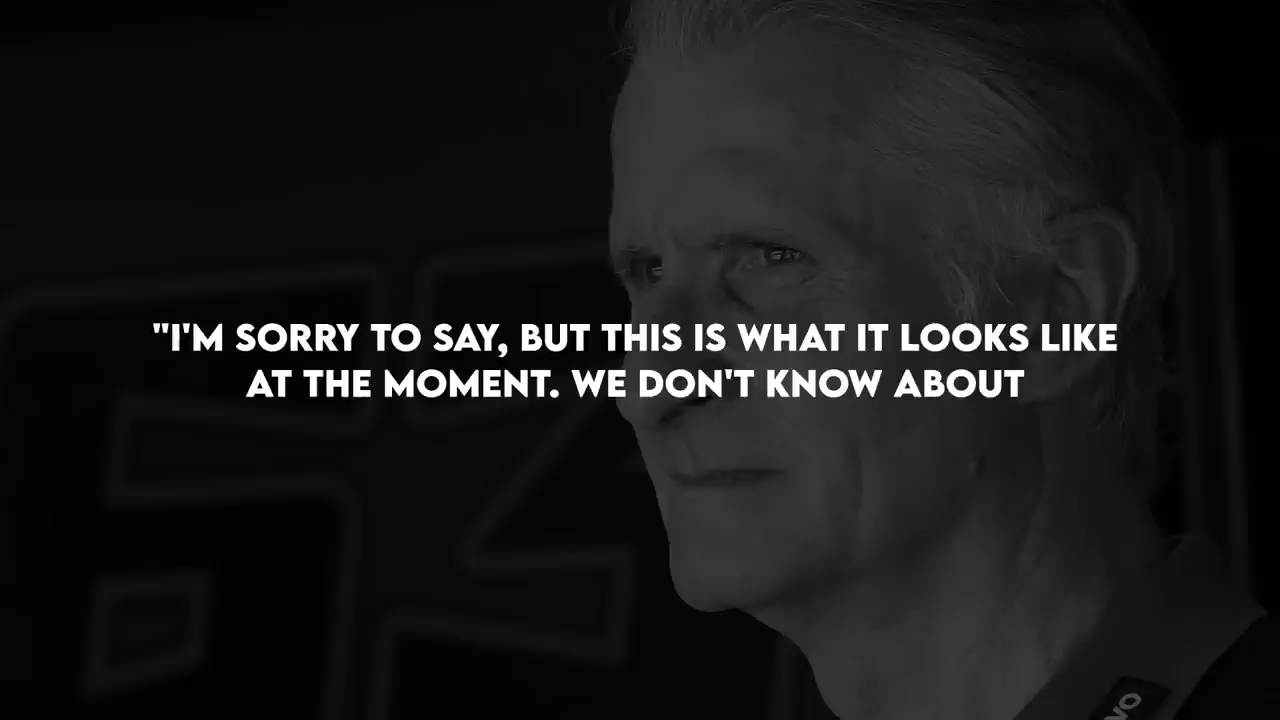 "I'M SORRY TO SAY, BUT THIS IS WHAT IT LOOKS LIKE
AT THE MOMENT. WE DON'T KNOW ABOUT